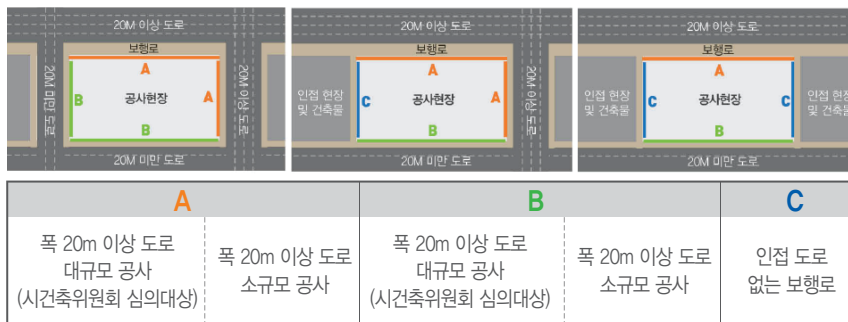 20M 이상 도로
보행로
A
20M 미만 도로
B
공사현장
A
20M 이상 도로
B
20M 미만 도로
20M 이상 도로
보행로
A
인접 현장
및 건축물
C
공사현장
A
20M 이상 도로
B
20M 미만 도로
20M 이상 도로
보행로
A
인접 현장
및 건축물
C
공사현장
C
인접 현장
및 건축물
B
20M 미만 도로
A
B
C
폭 20m 이상 도로
대규모 공사
(시건축위원회 심의대상)
폭 20m 이상 도로
소규모 공사
폭 20m 이상 도로
대규모 공사
(시건축위원회 심의대상)
폭 20m 이상 도로
소규모 공사
인접 도로
없는 보행로